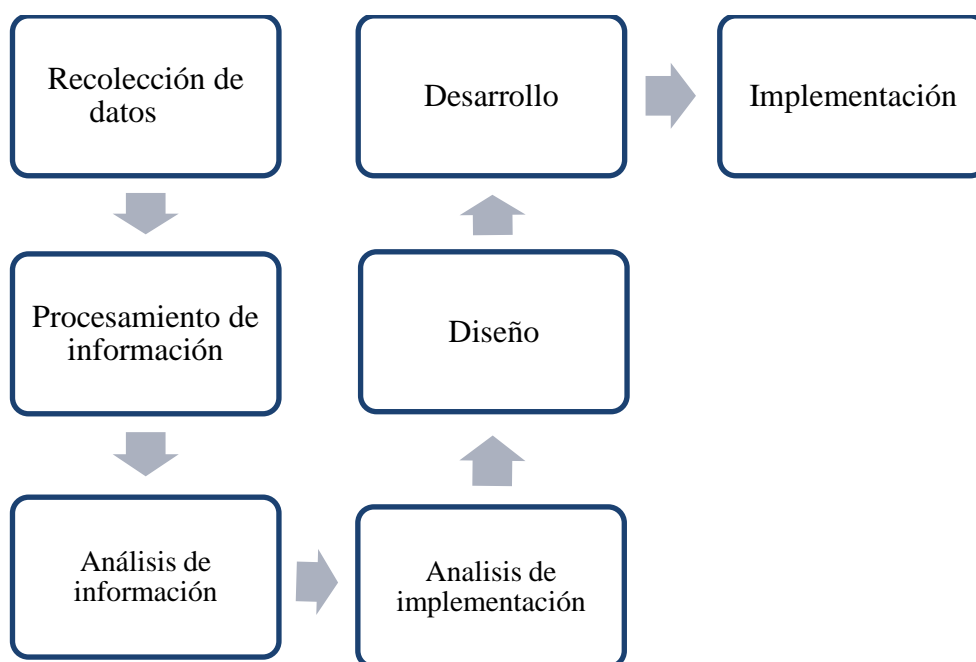 Recolección de
datos
Procesamiento de
información
Análisis de
información
Analisis de
implementación
Diseño
Desarrollo
Implementación